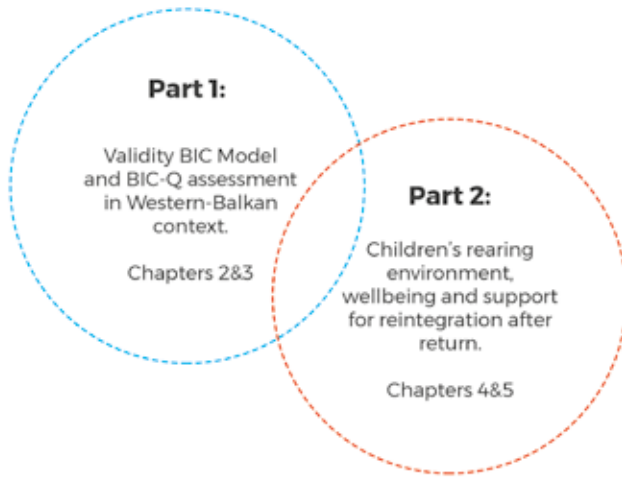 Part 1:
Validity BIC Model
and BIC-Q assessment
in Western-Balkan
context.
Chapters 2&3
Part 2:
Children's rearing
environment,
wellbeing and support
for reintegration after
return.
Chapters 4&5